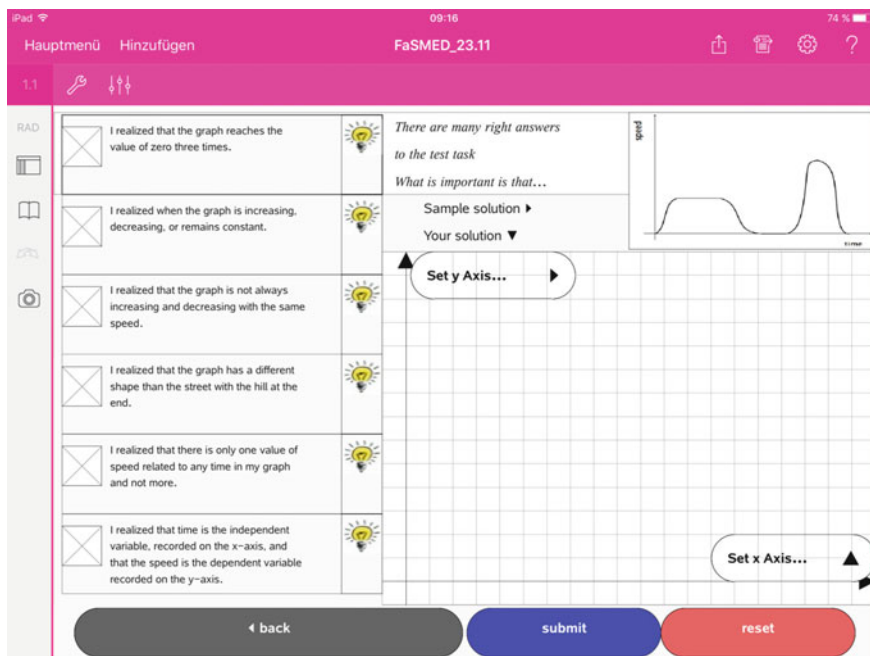 iPad
09:16
74 %
Hauptmenü
Hinzufügen
FaSMED_23.11
?
1.1
RAD
I realized that the graph reaches the
value of zero three times.
I realized when the graph is increasing,
decreasing, or remains constant.
I realized that the graph is not always
increasing and decreasing with the same
speed.
I realized that the graph has a different
shape than the street with the hill at the
end.
I realized that there is only one value of
speed related to any time in my graph
and not more.
I realized that time is the independent
variable, recorded on the x-axis, and
that the speed is the dependent variable
recorded on the y-axis.
There are many right answers
to the test task
What is important is that...
Sample solution
Your solution
speed
time
Set y Axis...
Set x Axis...
back
submit
reset